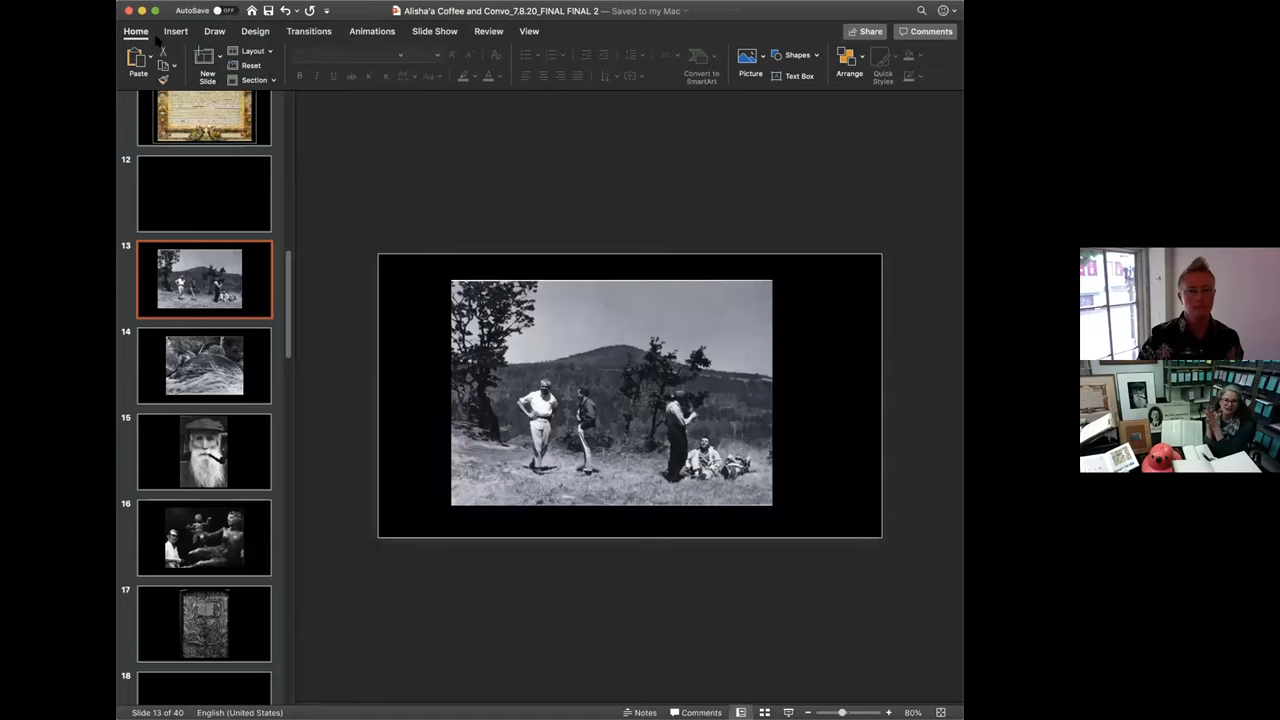 AutoSave OFF Alisha'a Coffee and Convo_7.8.20_FINAL FINAL 2 — Saved to my Mac
Home Insert Draw Design Transitions Animations Slide Show Review View Share Comments
Paste New Slide Layout Reset Section Convert to SmartArt Picture Shapes Text Box Arrange Quick Styles
12
13
14
15
16
17
18
Slide 13 of 40 English (United States) Notes Comments 80%